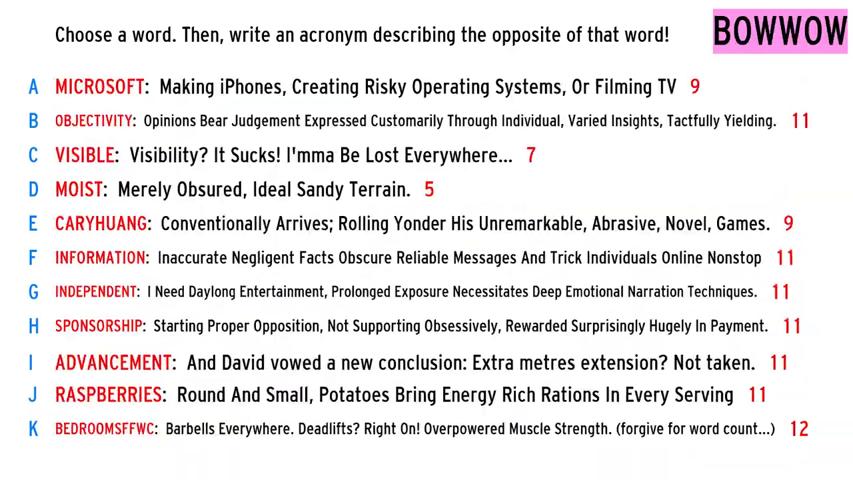 Choose a word. Then, write an acronym describing the opposite of that word!
BOWWOW
A MICROSOFT: Making iPhones, Creating Risky Operating Systems, Or Filming TV 9
B OBJECTIVITY: Opinions Bear Judgement Expressed Customarily Through Individual, Varied Insights, Tactfully Yielding. 11
C VISIBLE: Visibility? It Sucks! I'mma Be Lost Everywhere... 7
D MOIST: Merely Obsured, Ideal Sandy Terrain. 5
E CARYHUANG: Conventionally Arrives; Rolling Yonder His Unremarkable, Abrasive, Novel, Games. 9
F INFORMATION: Inaccurate Negligent Facts Obscure Reliable Messages And Trick Individuals Online Nonstop 11
G INDEPENDENT: I Need Daylong Entertainment, Prolonged Exposure Necessitates Deep Emotional Narration Techniques. 11
H SPONSORSHIP: Starting Proper Opposition, Not Supporting Obsessively, Rewarded Surprisingly Hugely In Payment. 11
I ADVANCEMENT: And David vowed a new conclusion: Extra metres extension? Not taken. 11
J RASPBERRIES: Round And Small, Potatoes Bring Energy Rich Rations In Every Serving 11
K BEDROOMSFFWC: Barbells Everywhere. Deadlifts? Right On! Overpowered Muscle Strength. (forgive for word count...) 12